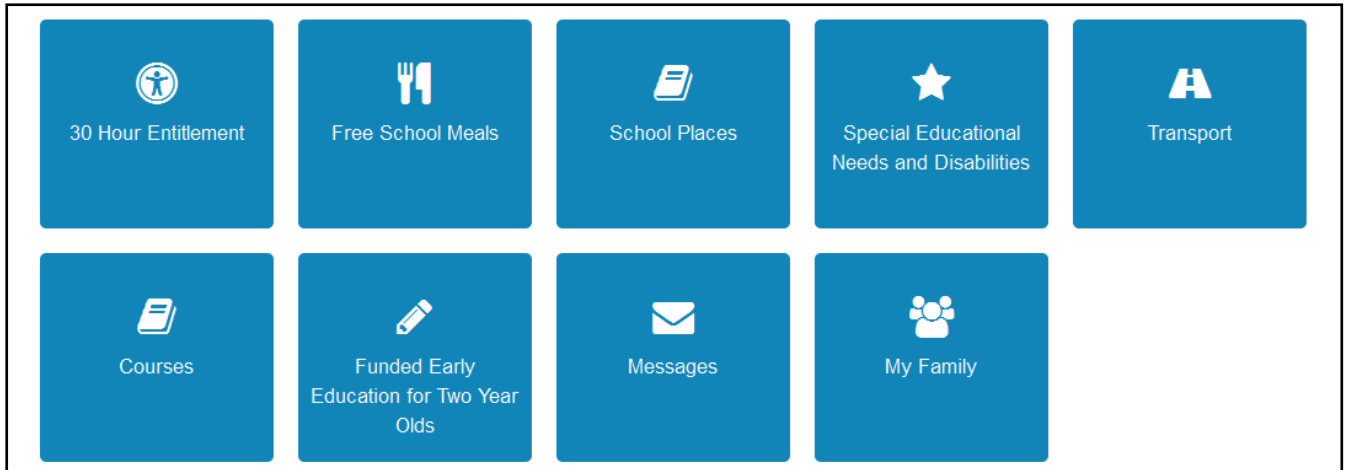 30 Hour Entitlement
Free School Meals
School Places
Special Educational
Needs and Disabilities
Transport
Courses
Funded Early
Education for Two Year
Olds
Messages
My Family